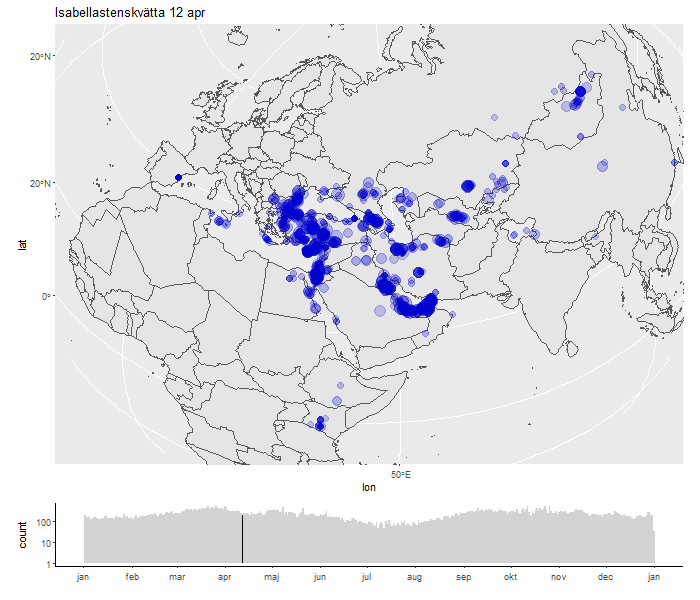 Isabellastenskvätta 12 apr
20°N
20°N
0°
lat
50°E
lon
count
100
10
1
jan feb mar apr maj jun jul aug sep okt nov dec jan